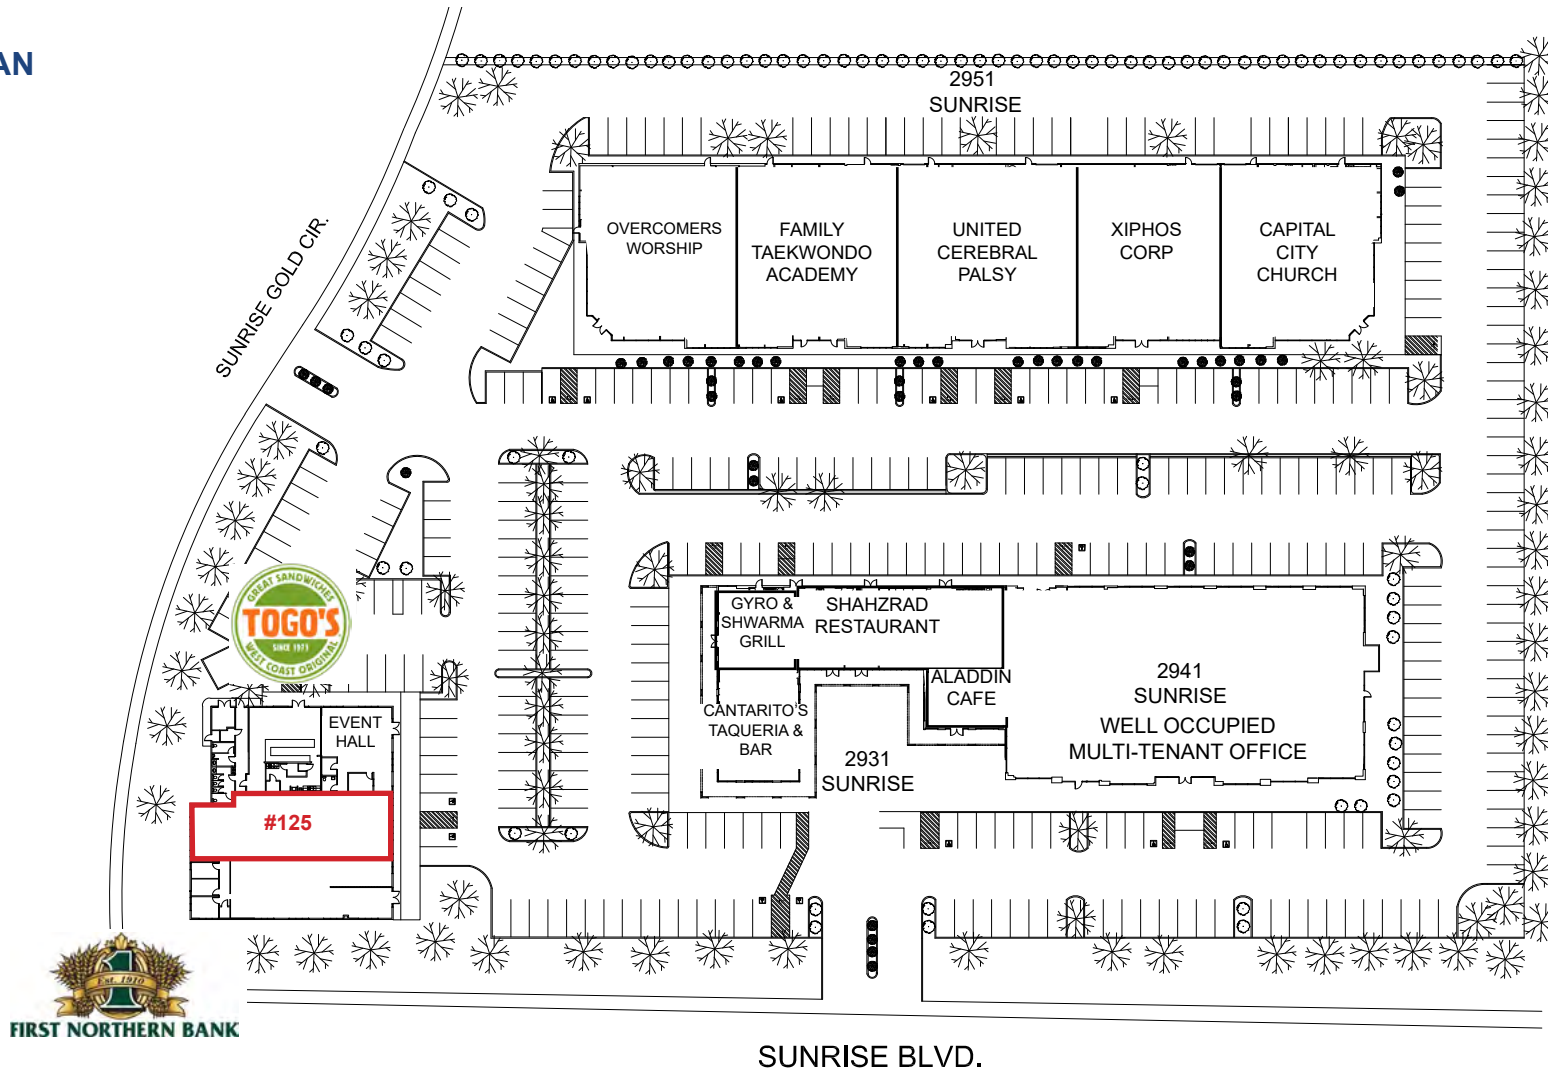 AN
2951
SUNRISE
OVERCOMERS
WORSHIP
FAMILY
TAEKWONDO
ACADEMY
UNITED
CEREBRAL
PALSY
XIPHOS
CORP
CAPITAL
CITY
CHURCH
SUNRISE GOLD CIR.
GREAT SANDWICHES
TOGO'S
SINCE 1971
WEST COAST ORIGINAL
GYRO &
SHWARMA
GRILL
SHAHZRAD
RESTAURANT
ALADDIN
CAFE
CANTARITO'S
TAQUERIA &
BAR
2931
SUNRISE
2941
SUNRISE
WELL OCCUPIED
MULTI-TENANT OFFICE
EVENT
HALL
#125
1
Est. 1910
FIRST NORTHERN BANK
SUNRISE BLVD.